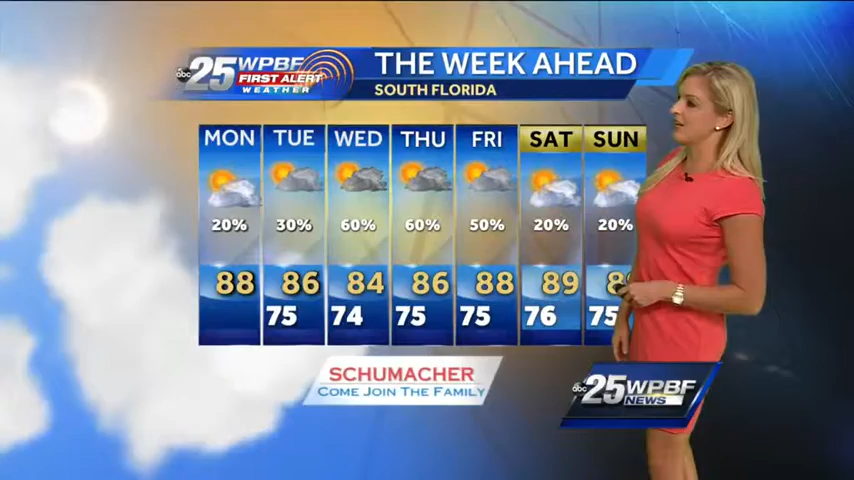 abc 25 WPBF
FIRST ALERT
WEATHER
THE WEEK AHEAD
SOUTH FLORIDA
MON TUE WED THU FRI SAT SUN
20% 30% 60% 60% 50% 20% 20%
88 86 84 86 88 89
75 74 75 75 76 75
SCHUMACHER
COME JOIN THE FAMILY
abc 25 WPBF
NEWS